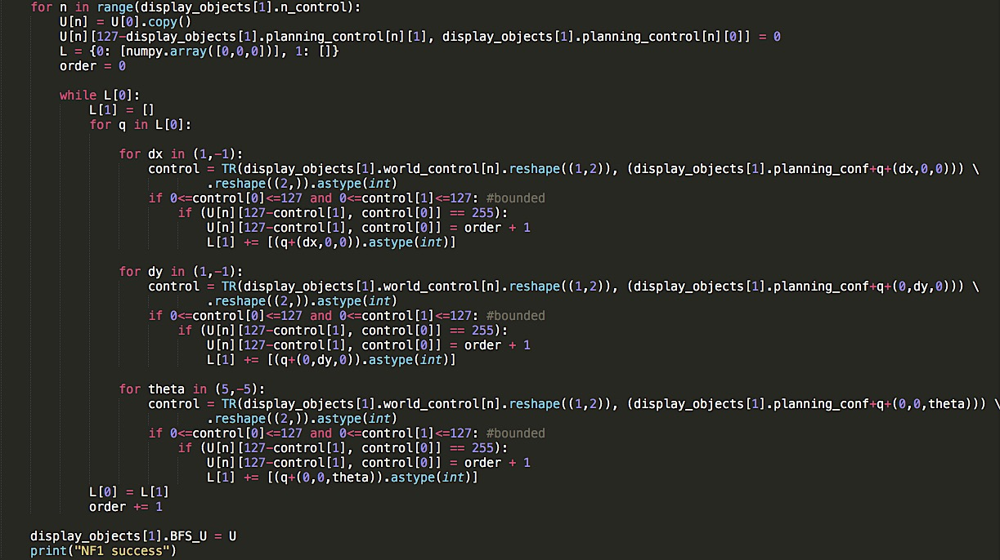 for n in range(display_objects[1].n_control):
    U[n] = U[0].copy()
    U[n][127-display_objects[1].planning_control[n][1], display_objects[1].planning_control[n][0]] = 0
    L = {0: [numpy.array([0,0,0])], 1: []}
    order = 0

    while L[0]:
        L[1] = []
        for q in L[0]:

            for dx in (1,-1):
                control = TR(display_objects[1].world_control[n].reshape((1,2)), (display_objects[1].planning_conf+q+(dx,0,0))) \
                        .reshape((2,)).astype(int)
                if 0<=control[0]<=127 and 0<=control[1]<=127: #bounded
                    if (U[n][127-control[1], control[0]] == 255):
                        U[n][127-control[1], control[0]] = order + 1
                        L[1] += [(q+(dx,0,0)).astype(int)]

            for dy in (1,-1):
                control = TR(display_objects[1].world_control[n].reshape((1,2)), (display_objects[1].planning_conf+q+(0,dy,0))) \
                        .reshape((2,)).astype(int)
                if 0<=control[0]<=127 and 0<=control[1]<=127: #bounded
                    if (U[n][127-control[1], control[0]] == 255):
                        U[n][127-control[1], control[0]] = order + 1
                        L[1] += [(q+(0,dy,0)).astype(int)]

            for theta in (5,-5):
                control = TR(display_objects[1].world_control[n].reshape((1,2)), (display_objects[1].planning_conf+q+(0,0,theta))) \
                        .reshape((2,)).astype(int)
                if 0<=control[0]<=127 and 0<=control[1]<=127: #bounded
                    if (U[n][127-control[1], control[0]] == 255):
                        U[n][127-control[1], control[0]] = order + 1
                        L[1] += [(q+(0,0,theta)).astype(int)]
        L[0] = L[1]
        order += 1

display_objects[1].BFS_U = U
print("NF1 success")